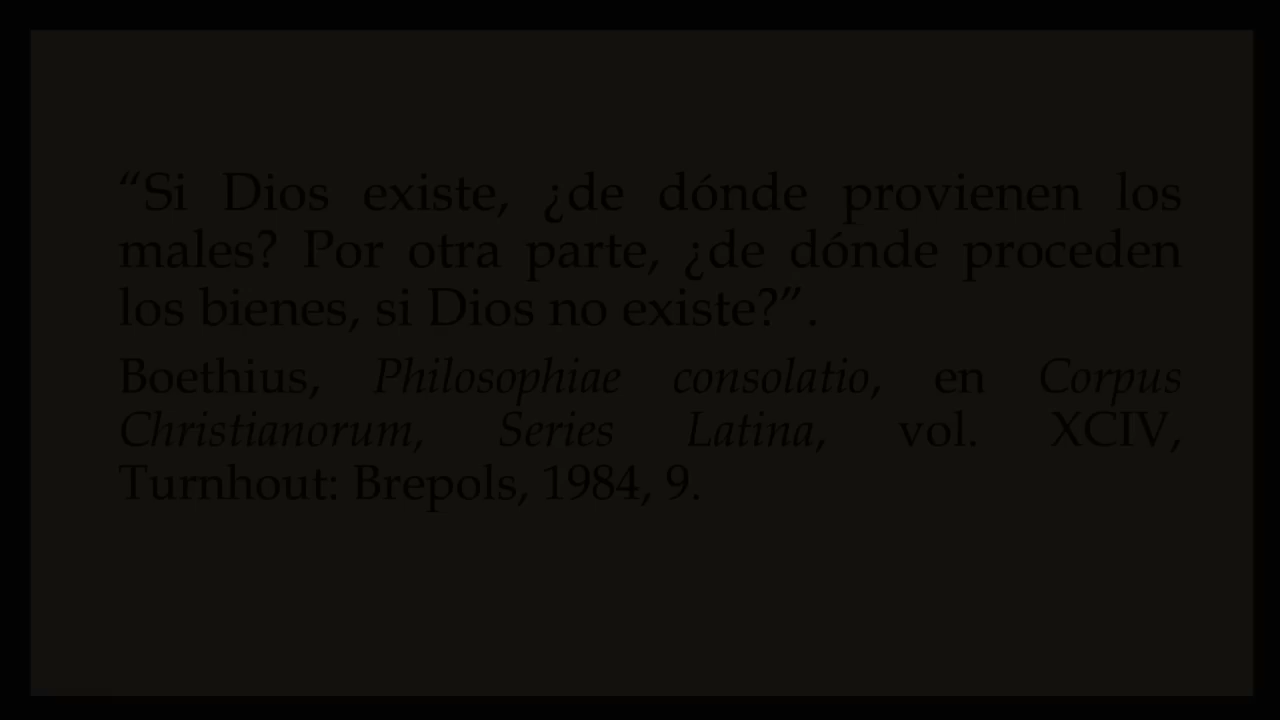 “Si Dios existe, ¿de dónde provienen los
males? Por otra parte, ¿de dónde proceden
los bienes, si Dios no existe?”.
Boethius, Philosophiae consolatio, en Corpus
Christianorum, Series Latina, vol. XCIV,
Turnhout: Brepols, 1984, 9.